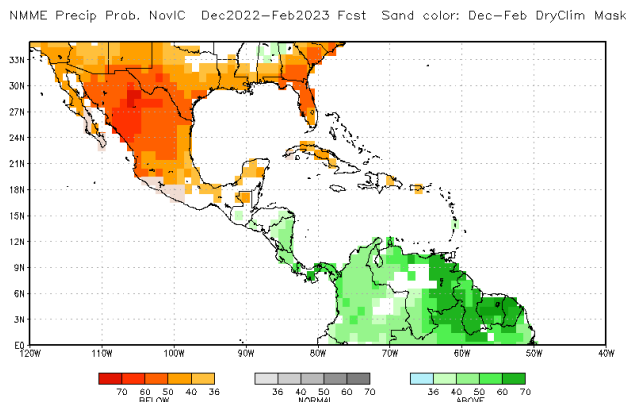 NMME Precip Prob. NovIC Dec2022-Feb2023 Fcst Sand color: Dec-Feb DryClim Mask
33N
30N
27N
24N
21N
18N
15N
12N
9N
6N
3N
EQ
120W 110W 100W 90W 80W 70W 60W 50W 40W
70 60 50 40 36 36 40 50 60 70 36 40 50 60 70
BELOW NORMAL ABOVE